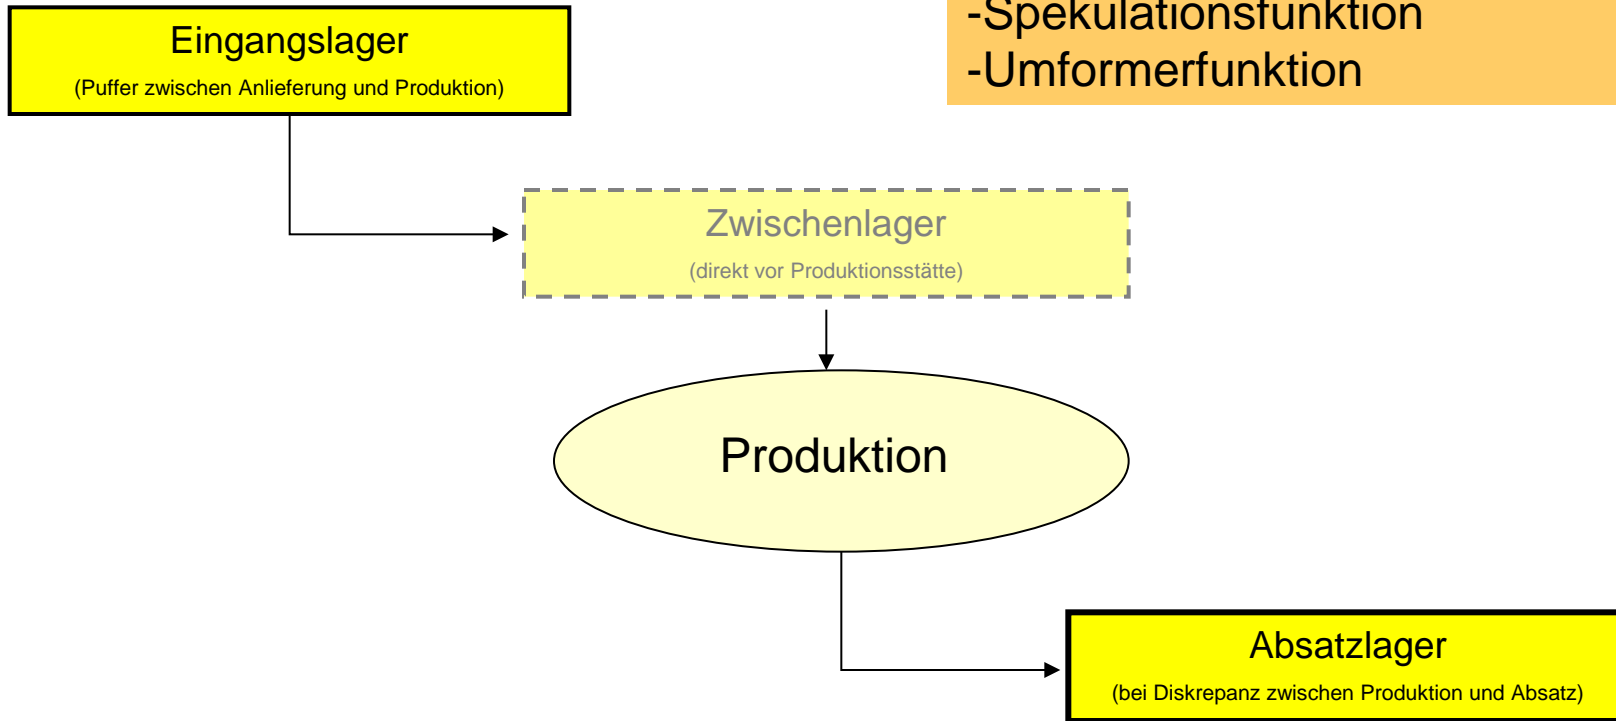 -Spekulationsfunktion
-Umformerfunktion
Eingangslager
(Puffer zwischen Anlieferung und Produktion)
Zwischenlager
(direkt vor Produktionsstätte)
Produktion
Absatzlager
(bei Diskrepanz zwischen Produktion und Absatz)